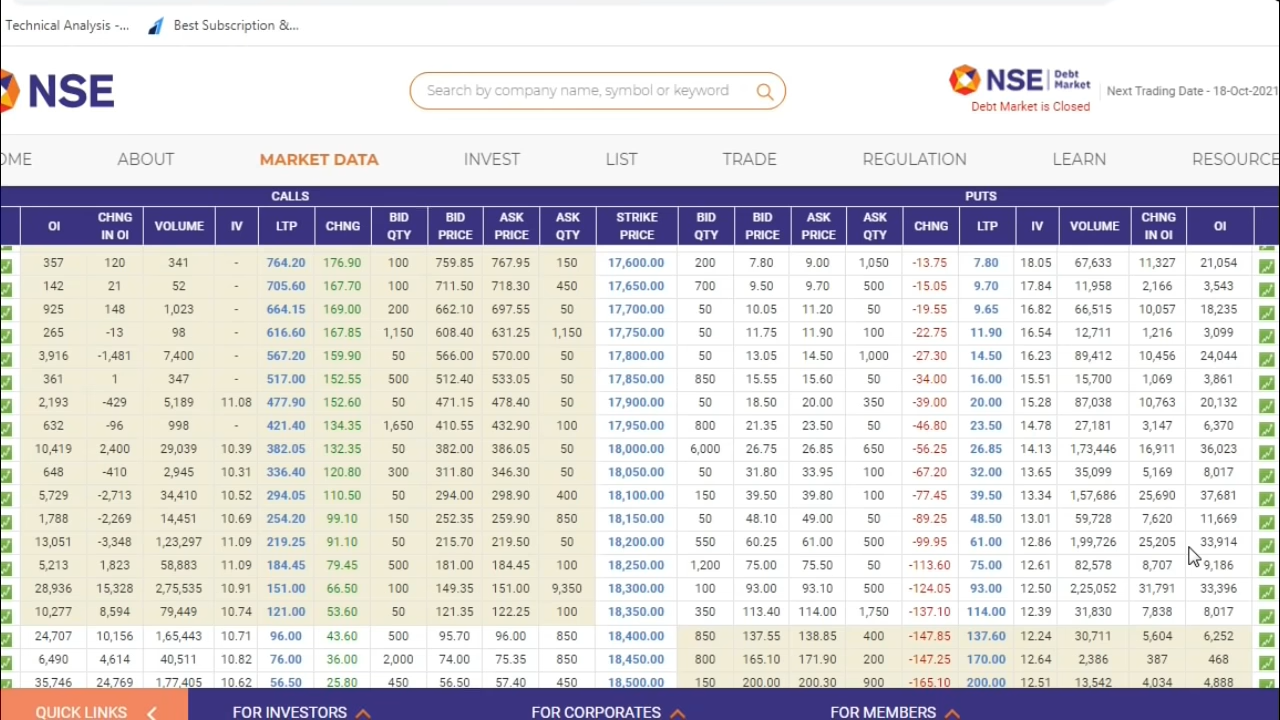 Technical Analysis -... Best Subscription &...
NSE Search by company name, symbol or keyword NSE Debt Market
Debt Market is Closed Next Trading Date - 18-Oct-2021
OME ABOUT MARKET DATA INVEST LIST TRADE REGULATION LEARN RESOURCE
CALLS PUTS
OI CHNG IN OI VOLUME IV LTP CHNG BID QTY BID PRICE ASK PRICE ASK QTY STRIKE PRICE BID QTY BID PRICE ASK PRICE ASK QTY CHNG LTP IV VOLUME CHNG IN OI OI
357 120 341 - 764.20 176.90 100 759.85 767.95 150 17,600.00 200 7.80 9.00 1,050 -13.75 7.80 18.05 67,633 11,327 21,054
142 21 52 - 705.60 167.70 100 711.50 718.30 450 17,650.00 700 9.50 9.70 500 -15.05 9.70 17.84 11,958 2,166 3,543
925 148 1,023 - 664.15 169.00 200 662.10 697.55 50 17,700.00 50 10.05 11.20 50 -19.55 9.65 16.82 66,515 10,057 18,235
265 -13 98 - 616.60 167.85 1,150 608.40 631.25 1,150 17,750.00 50 11.75 11.90 100 -22.75 11.90 16.54 12,711 1,216 3,099
3,916 -1,481 7,400 - 567.20 159.90 50 566.00 570.00 50 17,800.00 50 13.05 14.50 1,000 -27.30 14.50 16.23 89,412 10,456 24,044
361 1 347 - 517.00 152.55 500 512.40 533.05 50 17,850.00 850 15.55 15.60 50 -34.00 16.00 15.51 15,700 1,069 3,861
2,193 -429 5,189 11.08 477.90 152.60 50 471.15 478.40 50 17,900.00 50 18.50 20.00 350 -39.00 20.00 15.28 87,038 10,763 20,132
632 -96 998 - 421.40 134.35 1,650 410.55 432.90 100 17,950.00 800 21.35 23.50 50 -46.80 23.50 14.78 27,181 3,147 6,370
10,419 2,400 29,039 10.39 382.05 132.35 50 382.00 386.05 50 18,000.00 6,000 26.75 26.85 650 -56.25 26.85 14.13 1,73,446 16,911 36,023
648 -410 2,945 10.31 336.40 120.80 300 311.80 346.30 50 18,050.00 50 31.80 33.95 100 -67.20 32.00 13.65 35,099 5,169 8,017
5,729 -2,713 34,410 10.52 294.05 110.50 50 294.00 298.90 400 18,100.00 150 39.50 39.80 100 -77.45 39.50 13.34 1,57,686 25,690 37,681
1,788 -2,269 14,451 10.69 254.20 99.10 150 252.35 259.90 850 18,150.00 50 48.10 49.00 50 -89.25 48.50 13.01 59,728 7,620 11,669
13,051 -3,348 1,23,297 11.09 219.25 91.10 50 215.70 219.50 50 18,200.00 550 60.25 61.00 500 -99.95 61.00 12.86 1,99,726 25,205 33,914
5,213 1,823 58,883 11.09 184.45 79.45 500 181.00 184.45 100 18,250.00 1,200 75.00 75.50 50 -113.60 75.00 12.61 82,578 8,707 9,186
28,936 15,328 2,75,535 10.91 151.00 66.50 100 149.35 151.00 9,350 18,300.00 100 93.00 93.10 500 -124.05 93.00 12.50 2,25,052 31,791 33,396
10,277 8,594 79,449 10.74 121.00 53.60 50 121.35 122.25 100 18,350.00 350 113.40 114.00 1,750 -137.10 114.00 12.39 31,830 7,838 8,017
24,707 10,156 1,65,443 10.71 96.00 43.60 500 95.70 96.00 850 18,400.00 850 137.55 138.85 400 -147.85 137.60 12.24 30,711 5,604 6,252
6,490 4,614 40,511 10.82 76.00 36.00 2,000 74.00 75.35 850 18,450.00 800 165.10 171.90 200 -147.25 170.00 12.64 2,386 387 468
35,746 24,769 1,77,405 10.62 56.50 25.80 450 56.50 57.40 450 18,500.00 150 200.00 200.30 900 -165.10 200.00 12.51 13,542 4,034 4,888
QUICK LINKS FOR INVESTORS FOR CORPORATES FOR MEMBERS